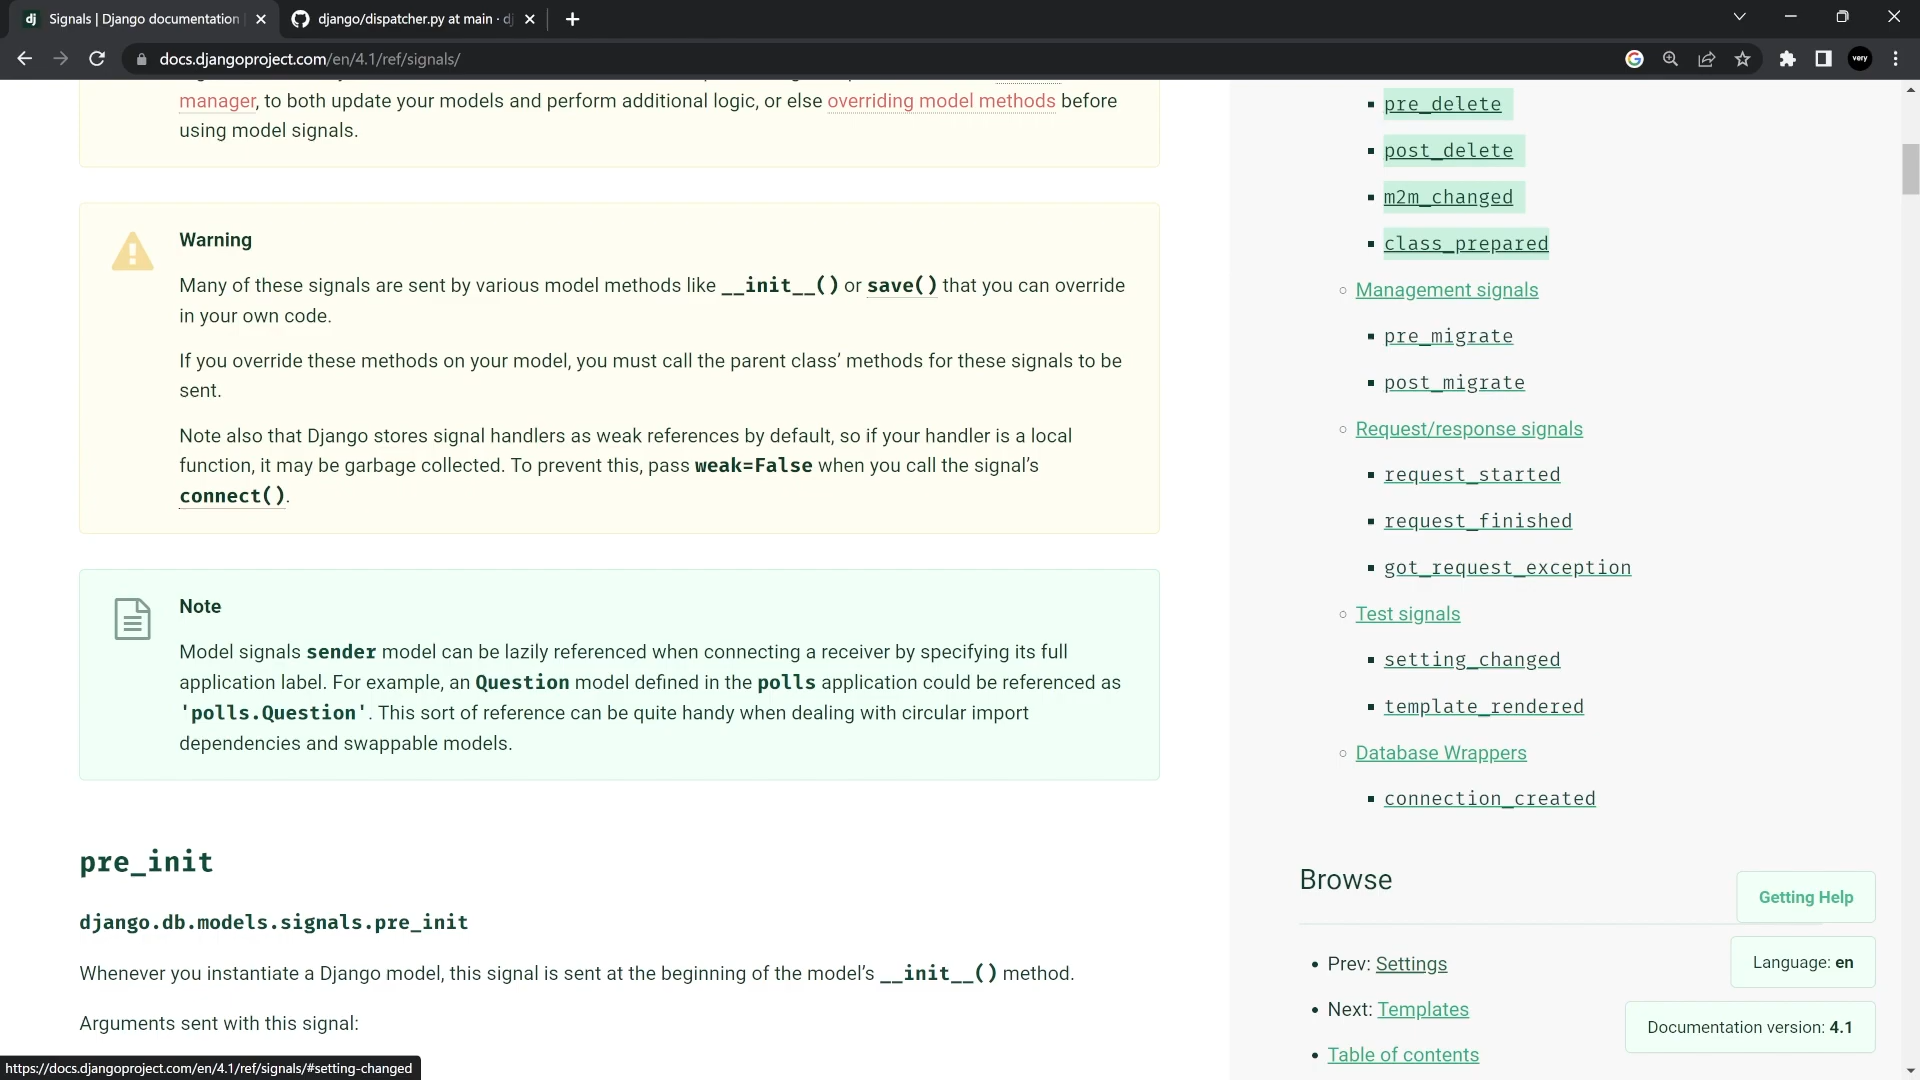 Signals | Django documentation
django/dispatcher.py at main · dj
docs.djangoproject.com/en/4.1/ref/signals/
very
manager, to both update your models and perform additional logic, or else overriding model methods before
using model signals.
Warning
Many of these signals are sent by various model methods like __init__() or save() that you can override
in your own code.
If you override these methods on your model, you must call the parent class’ methods for these signals to be
sent.
Note also that Django stores signal handlers as weak references by default, so if your handler is a local
function, it may be garbage collected. To prevent this, pass weak=False when you call the signal’s
connect().
Note
Model signals sender model can be lazily referenced when connecting a receiver by specifying its full
application label. For example, an Question model defined in the polls application could be referenced as
'polls.Question'. This sort of reference can be quite handy when dealing with circular import
dependencies and swappable models.
pre_init
django.db.models.signals.pre_init
Whenever you instantiate a Django model, this signal is sent at the beginning of the model’s __init__() method.
Arguments sent with this signal:
pre_delete
post_delete
m2m_changed
class_prepared
Management signals
pre_migrate
post_migrate
Request/response signals
request_started
request_finished
got_request_exception
Test signals
setting_changed
template_rendered
Database Wrappers
connection_created
Browse
Prev: Settings
Next: Templates
Table of contents
Getting Help
Language: en
Documentation version: 4.1
https://docs.djangoproject.com/en/4.1/ref/signals/#setting-changed